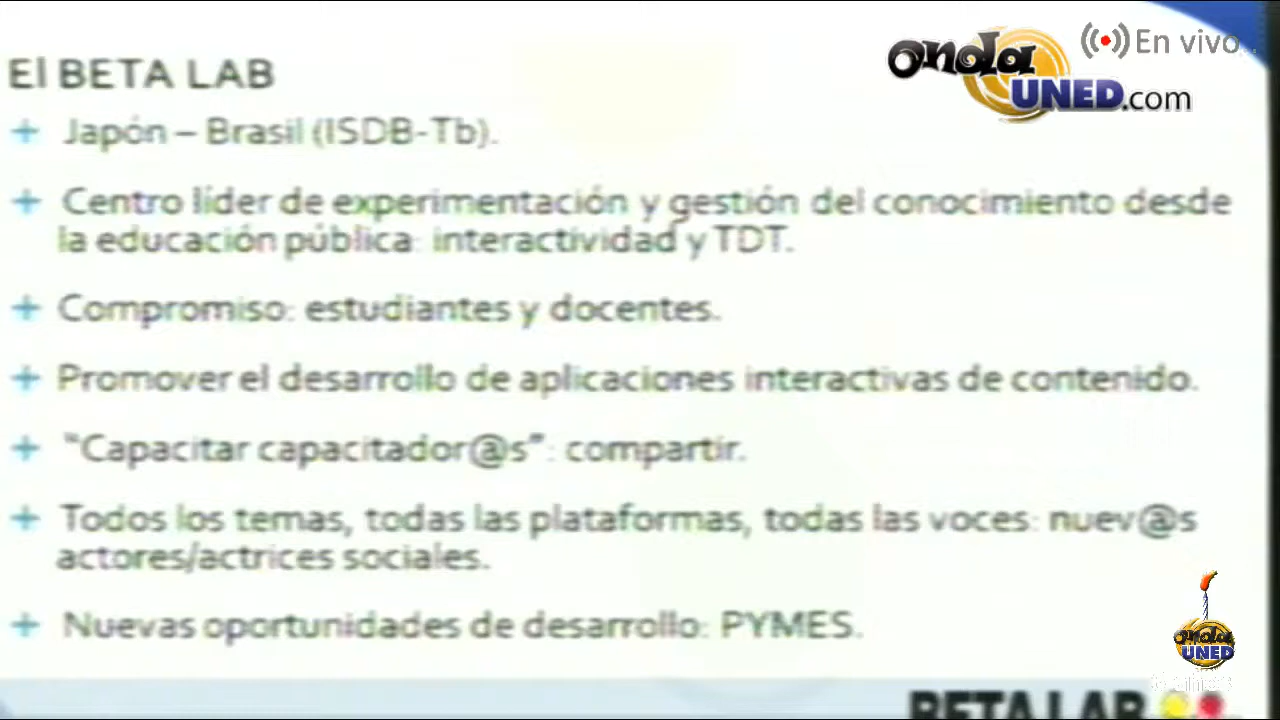 onda
UNED.com
En vivo
El BETA LAB
Japón – Brasil (ISDB-Tb).
Centro líder de experimentación y gestión del conocimiento desde
la educación pública: interactividad y TDT.
Compromiso: estudiantes y docentes.
Promover el desarrollo de aplicaciones interactivas de contenido.
"Capacitar capacitador@s": compartir.
Todos los temas, todas las plataformas, todas las voces: nuev@s
actores/actrices sociales.
Nuevas oportunidades de desarrollo: PYMES.
onda
UNED
BETA LAB